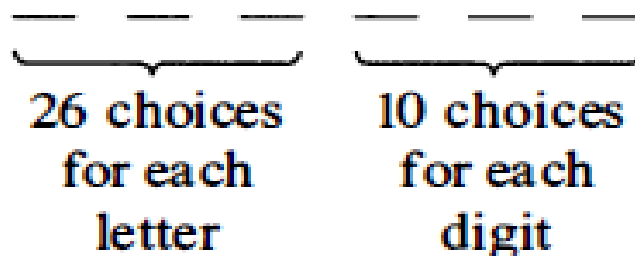 26 choices 10 choices
for each for each
letter digit